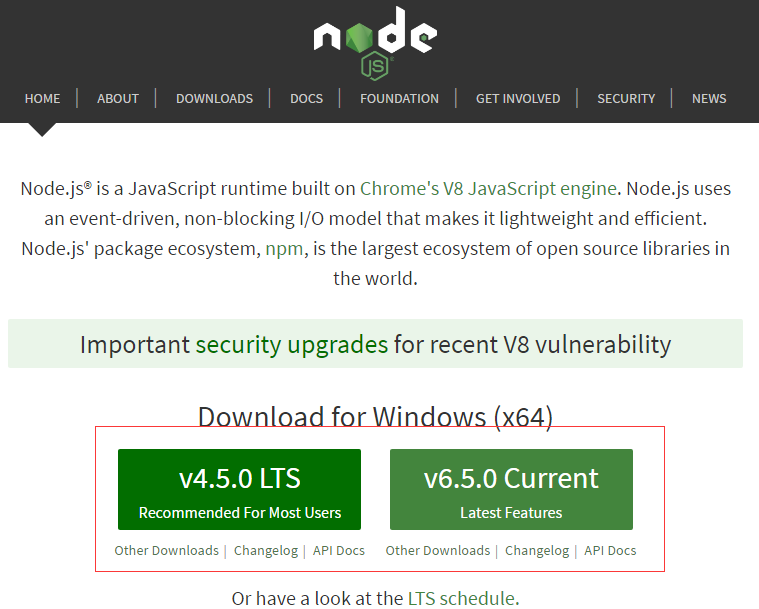 node
JS
HOME ABOUT DOWNLOADS DOCS FOUNDATION GET INVOLVED SECURITY NEWS
Node.js® is a JavaScript runtime built on Chrome's V8 JavaScript engine. Node.js uses
an event-driven, non-blocking I/O model that makes it lightweight and efficient.
Node.js' package ecosystem, npm, is the largest ecosystem of open source libraries in
the world.
Important security upgrades for recent V8 vulnerability
Download for Windows (x64)
v4.5.0 LTS
Recommended For Most Users
Other Downloads | Changelog | API Docs
v6.5.0 Current
Latest Features
Other Downloads | Changelog | API Docs
Or have a look at the LTS schedule.